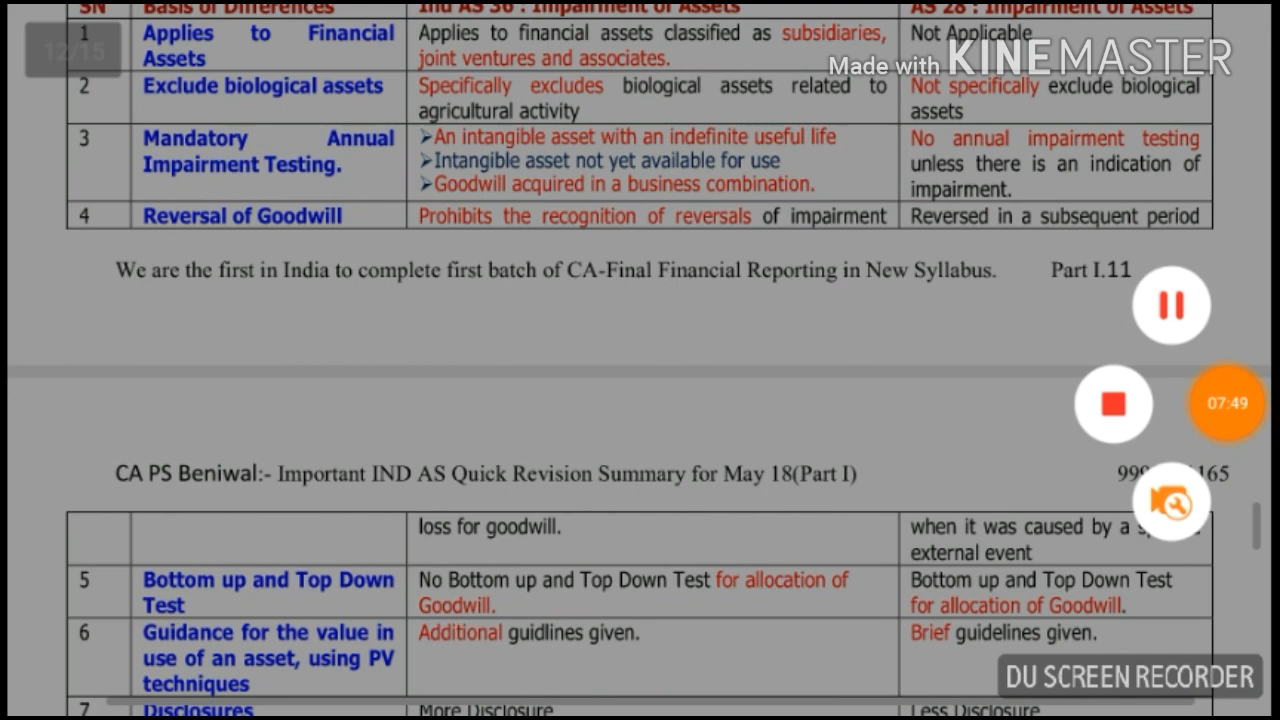 SN Basis of Differences Ind AS 36 : Impairment of Assets AS 28 : Impairment of Assets
12/15
Made with KINEMASTER
1 Applies to Financial Applies to financial assets classified as subsidiaries, Not Applicable
Assets joint ventures and associates.
2 Exclude biological assets Specifically excludes biological assets related to Not specifically exclude biological
agricultural activity assets
3 Mandatory Annual ➢An intangible asset with an indefinite useful life No annual impairment testing
Impairment Testing. ➢Intangible asset not yet available for use unless there is an indication of
➢Goodwill acquired in a business combination. impairment.
4 Reversal of Goodwill Prohibits the recognition of reversals of impairment Reversed in a subsequent period
We are the first in India to complete first batch of CA-Final Financial Reporting in New Syllabus. Part I.11
07:49
CA PS Beniwal:- Important IND AS Quick Revision Summary for May 18(Part I) 165
loss for goodwill. when it was caused by a
external event
5 Bottom up and Top Down No Bottom up and Top Down Test for allocation of Bottom up and Top Down Test
Test Goodwill. for allocation of Goodwill.
6 Guidance for the value in Additional guidlines given. Brief guidelines given.
use of an asset, using PV
techniques
DU SCREEN RECORDER
7 Disclosures More Disclosure Less Disclosure